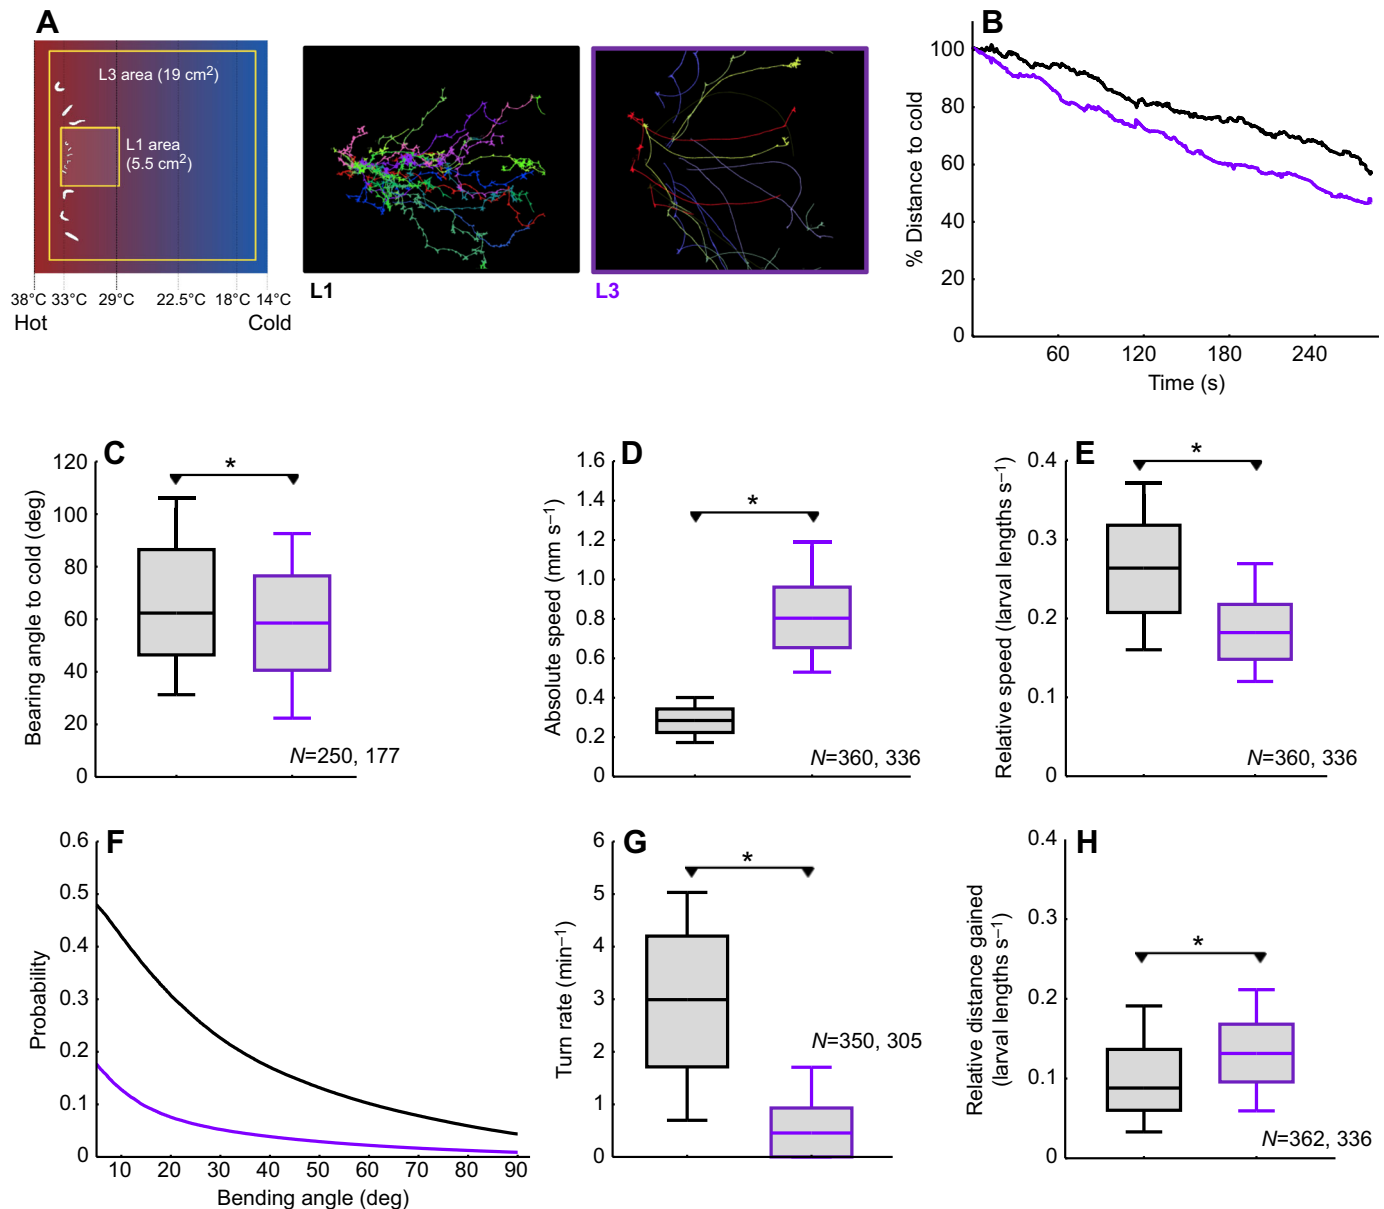 A
L3 area (19 cm²)
L1 area
(5.5 cm²)
38°C 33°C 29°C 22.5°C 18°C 14°C
Hot Cold
L1
L3
B
% Distance to cold
100
80
60
40
20
0
60 120 180 240
Time (s)
C
Bearing angle to cold (deg)
120
100
80
60
40
20
0
*
N=250, 177
D
Absolute speed (mm s⁻¹)
1.6
1.4
1.2
1.0
0.8
0.6
0.4
0.2
0
*
N=360, 336
E
Relative speed (larval lengths s⁻¹)
0.4
0.3
0.2
0.1
0
*
N=360, 336
F
Probability
0.6
0.5
0.4
0.3
0.2
0.1
0
10 20 30 40 50 60 70 80 90
Bending angle (deg)
G
Turn rate (min⁻¹)
6
5
4
3
2
1
0
*
N=350, 305
H
Relative distance gained
(larval lengths s⁻¹)
0.4
0.3
0.2
0.1
0
*
N=362, 336